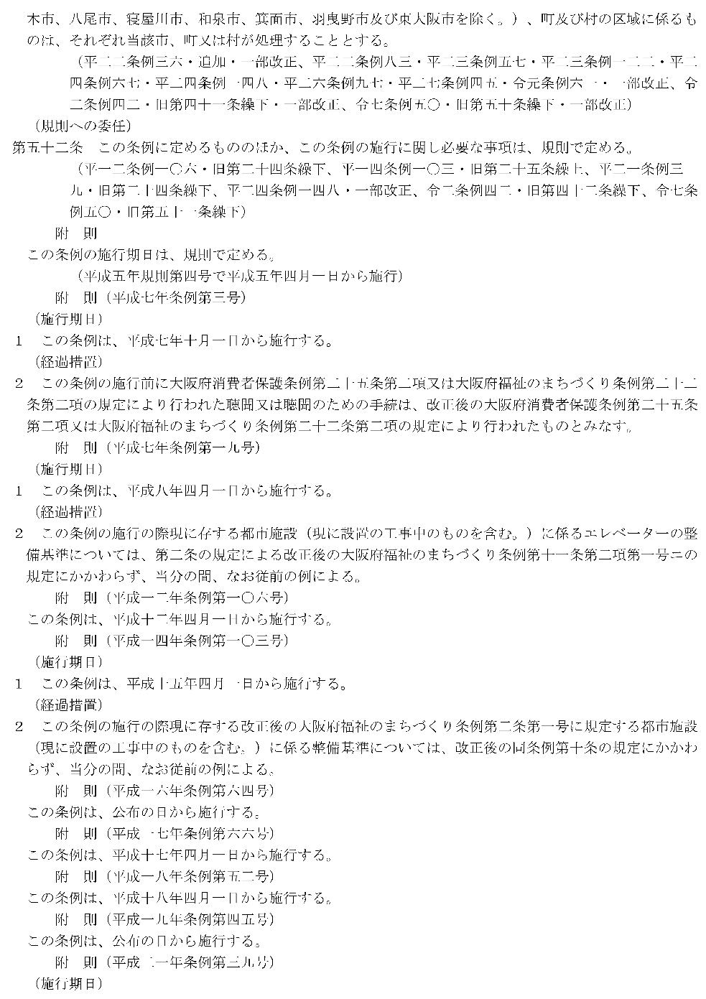 木市、八尾市、寝屋川市、和泉市、箕面市、羽曳野市及び東大阪市を除く。）、町及び村の区域に係るも
のは、それぞれ当該市、町又は村が処理することとする。
（平二二条例三六・追加・一部改正、平二二条例八三・平二三条例五七・平二三条例一二二・平二
四条例六七・平二四条例一四八・平二六条例九七・平二七条例四五・令元条例六一・一部改正、令
二条例四二・旧第四十一条繰下・一部改正、令七条例五〇・旧第五十条繰下・一部改正）
（規則への委任）
第五十二条　この条例に定めるもののほか、この条例の施行に関し必要な事項は、規則で定める。
（平一二条例一〇六・旧第二十四条繰下、平一四条例一〇三・旧第二十五条繰上、平二一条例三
九・旧第二十四条繰下、平二四条例一四八・一部改正、令二条例四二・旧第四十二条繰下、令七条
例五〇・旧第五十一条繰下）
附　則
この条例の施行期日は、規則で定める。
（平成五年規則第四号で平成五年四月一日から施行）
附　則（平成七年条例第三号）
（施行期日）
１　この条例は、平成七年十月一日から施行する。
（経過措置）
２　この条例の施行前に大阪府消費者保護条例第二十五条第二項又は大阪府福祉のまちづくり条例第二十二
条第二項の規定により行われた聴聞又は聴聞のための手続は、改正後の大阪府消費者保護条例第二十五条
第二項又は大阪府福祉のまちづくり条例第二十二条第二項の規定により行われたものとみなす。
附　則（平成七年条例第一九号）
（施行期日）
１　この条例は、平成八年四月一日から施行する。
（経過措置）
２　この条例の施行の際現に存する都市施設（現に設置の工事中のものを含む。）に係るエレベーターの整
備基準については、第二条の規定による改正後の大阪府福祉のまちづくり条例第十一条第二項第一号ニの
規定にかかわらず、当分の間、なお従前の例による。
附　則（平成一二年条例第一〇六号）
この条例は、平成十二年四月一日から施行する。
附　則（平成一四年条例第一〇三号）
（施行期日）
１　この条例は、平成十五年四月一日から施行する。
（経過措置）
２　この条例の施行の際現に存する改正後の大阪府福祉のまちづくり条例第二条第一号に規定する都市施設
（現に設置の工事中のものを含む。）に係る整備基準については、改正後の同条例第十条の規定にかかわ
らず、当分の間、なお従前の例による。
附　則（平成一六年条例第六四号）
この条例は、公布の日から施行する。
附　則（平成一七年条例第六六号）
この条例は、平成十七年四月一日から施行する。
附　則（平成一八年条例第五二号）
この条例は、平成十八年四月一日から施行する。
附　則（平成一九年条例第四五号）
この条例は、公布の日から施行する。
附　則（平成二一年条例第三九号）
（施行期日）